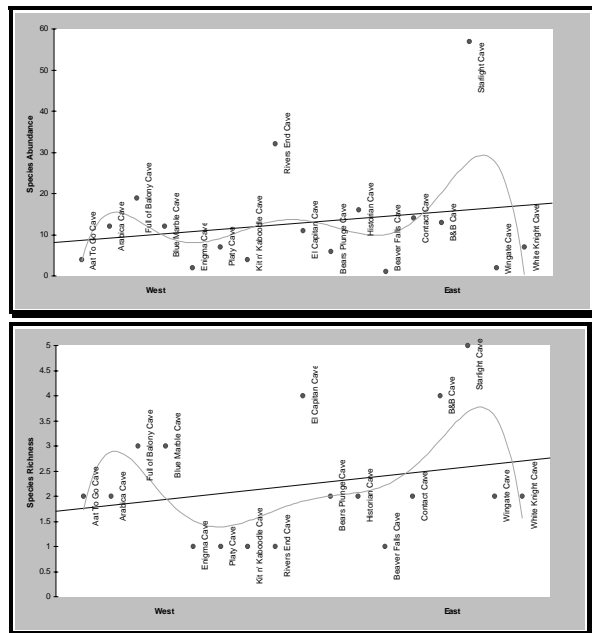 60
50
40
30
20
10
0
Species Abundance
Aat To Go Cave
Arabica Cave
Full of Balony Cave
Blue Marble Cave
Enigma Cave
Platy Cave
Kit n' Kaboodle Cave
Rivers End Cave
El Capitan Cave
Bears Plunge Cave
Historian Cave
Beaver Falls Cave
Contact Cave
B&B Cave
Starlight Cave
Wingate Cave
White Knight Cave
West East
5
4.5
4
3.5
3
2.5
2
1.5
1
0.5
0
Species Richness
Aat To Go Cave
Arabica Cave
Full of Balony Cave
Blue Marble Cave
Enigma Cave
Platy Cave
Kit n' Kaboodle Cave
Rivers End Cave
El Capitan Cave
Bears Plunge Cave
Historian Cave
Beaver Falls Cave
Contact Cave
B&B Cave
Starlight Cave
Wingate Cave
White Knight Cave
West East